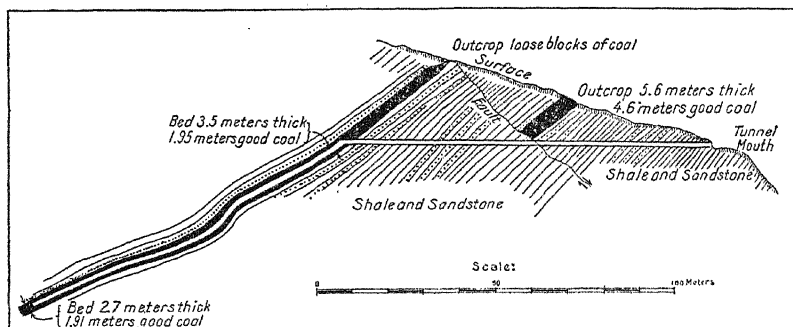 Outcrop loose blocks of coal
Surface
Outcrop 5.6 meters thick
4.6 meters good coal
Fault
Bed 3.5 meters thick
1.95 meters good coal
Tunnel
Mouth
Shale and Sandstone
Shale and Sandstone
Scale:
0 50 100 Meters
Bed 2.7 meters thick
1.91 meters good coal